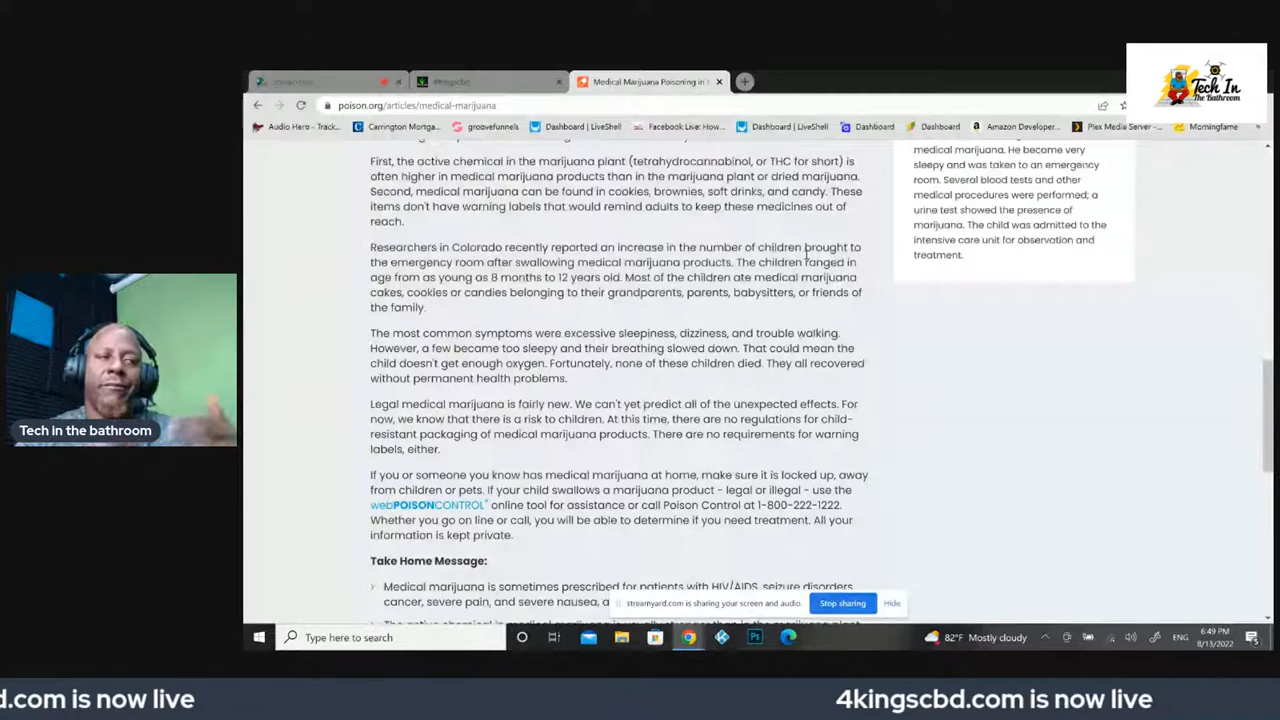 Tech In
The Bathroom
4kingscbd
Medical Marijuana Poisoning in
poison.org/articles/medical-marijuana
Audio Hero - Track...
Carrington Mortga...
groovefunnels
Dashboard | LiveShell
Facebook Live: How...
Dashboard | LiveShell
Dashboard
Dashboard
Amazon Developer...
Plex Media Server -...
Morningfame
First, the active chemical in the marijuana plant (tetrahydrocannabinol, or THC for short) is
often higher in medical marijuana products than in the marijuana plant or dried marijuana.
Second, medical marijuana can be found in cookies, brownies, soft drinks, and candy. These
items don't have warning labels that would remind adults to keep these medicines out of
reach.
Researchers in Colorado recently reported an increase in the number of children brought to
the emergency room after swallowing medical marijuana products. The children ranged in
age from as young as 8 months to 12 years old. Most of the children ate medical marijuana
cakes, cookies or candies belonging to their grandparents, parents, babysitters, or friends of
the family.
The most common symptoms were excessive sleepiness, dizziness, and trouble walking.
However, a few became too sleepy and their breathing slowed down. That could mean the
child doesn't get enough oxygen. Fortunately, none of these children died. They all recovered
without permanent health problems.
Legal medical marijuana is fairly new. We can't yet predict all of the unexpected effects. For
now, we know that there is a risk to children. At this time, there are no regulations for child-
resistant packaging of medical marijuana products. There are no requirements for warning
labels, either.
If you or someone you know has medical marijuana at home, make sure it is locked up, away
from children or pets. If your child swallows a marijuana product - legal or illegal - use the
webPOISONCONTROL® online tool for assistance or call Poison Control at 1-800-222-1222.
Whether you go on line or call, you will be able to determine if you need treatment. All your
information is kept private.
Take Home Message:
Medical marijuana is sometimes prescribed for patients with HIV/AIDS, seizure disorders,
cancer, severe pain, and severe nausea, a
medical marijuana. He became very
sleepy and was taken to an emergency
room. Several blood tests and other
medical procedures were performed; a
urine test showed the presence of
marijuana. The child was admitted to the
intensive care unit for observation and
treatment.
Tech in the bathroom
streamyard.com is sharing your screen and audio.
Stop sharing
Hide
Type here to search
Ps
82°F Mostly cloudy
ENG
6:49 PM
8/13/2022
d.com is now live
4kingscbd.com is now live